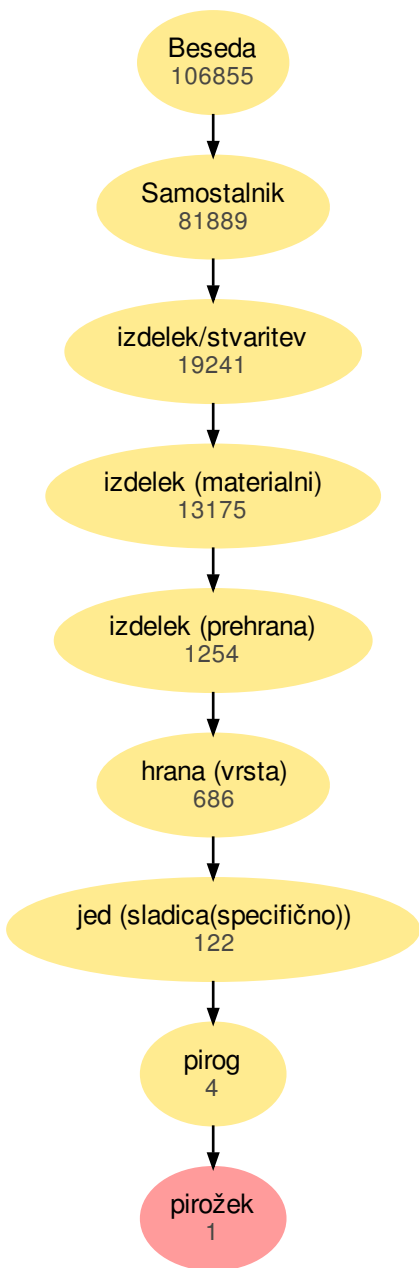 Beseda
106855
Samostalnik
81889
izdelek/stvaritev
19241
izdelek (materialni)
13175
izdelek (prehrana)
1254
hrana (vrsta)
686
jed (sladica(specifično))
122
pirog
4
pirožek
1